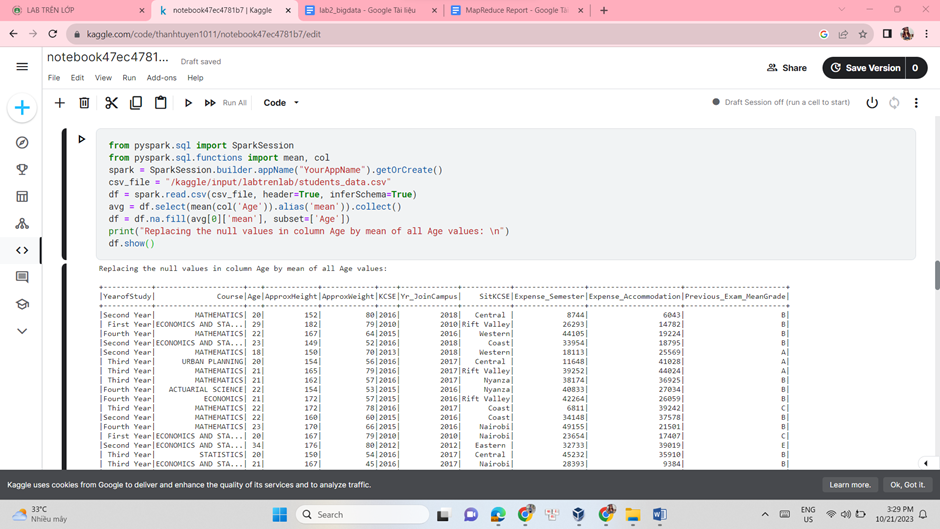 LAB TRÊN LỚP
notebook47ec4781b7 | Kaggle
lab2_bigdata - Google Tài liệu
MapReduce Report - Google Tài
kaggle.com/code/thanhtuyen1011/notebook47ec4781b7/edit
notebook47ec4781... Draft saved
File Edit View Run Add-ons Help
Share
Save Version 0
Run All Code
Draft Session off (run a cell to start)
from pyspark.sql import SparkSession
from pyspark.sql.functions import mean, col
spark = SparkSession.builder.appName("YourAppName").getOrCreate()
csv_file = "/kaggle/input/labtrenlab/students_data.csv"
df = spark.read.csv(csv_file, header=True, inferSchema=True)
avg = df.select(mean(col('Age')).alias('mean')).collect()
df = df.na.fill(avg[0]['mean'], subset=['Age'])
print("Replacing the null values in column Age by mean of all Age values: \n")
df.show()
Replacing the null values in column Age by mean of all Age values:
+-----------+--------------------+---+------------+------------+----+-------------+-----------+----------------+---------------------+-----------------------+
|YearofStudy| Course|Age|ApproxHeight|ApproxWeight|KCSE|Yr_JoinCampus| SitKCSE|Expense_Semester|Expense_Accommodation|Previous_Exam_MeanGrade|
+-----------+--------------------+---+------------+------------+----+-------------+-----------+----------------+---------------------+-----------------------+
|Second Year| MATHEMATICS| 20| 152| 80|2016| 2018| Central | 8744| 6043| B|
| First Year|ECONOMICS AND STA...| 29| 182| 79|2010| 2010|Rift Valley| 26293| 14782| B|
|Fourth Year| MATHEMATICS| 22| 167| 64|2015| 2016| Western| 44105| 19224| B|
|Second Year|ECONOMICS AND STA...| 23| 149| 52|2016| 2018| Coast| 33954| 18795| B|
|Second Year| MATHEMATICS| 18| 150| 70|2013| 2018| Western| 18113| 25569| A|
| Third Year| URBAN PLANNING| 20| 154| 56|2016| 2017| Central | 11648| 41028| A|
| Third Year| MATHEMATICS| 21| 165| 79|2016| 2017|Rift Valley| 39252| 44024| A|
| Third Year| MATHEMATICS| 21| 162| 57|2016| 2017| Nyanza| 38174| 36925| B|
|Fourth Year| ACTUARIAL SCIENCE| 22| 154| 53|2015| 2016| Nyanza| 40833| 27034| B|
|Fourth Year| ECONOMICS| 21| 172| 57|2015| 2016|Rift Valley| 42264| 26059| B|
| Third Year| MATHEMATICS| 22| 172| 78|2016| 2017| Coast| 6811| 39242| C|
|Second Year| MATHEMATICS| 22| 160| 60|2015| 2016| Coast| 34148| 37578| B|
|Fourth Year| MATHEMATICS| 23| 170| 66|2015| 2016| Nairobi| 49155| 21501| B|
| First Year|ECONOMICS AND STA...| 20| 167| 79|2010| 2010| Nairobi| 23654| 17407| C|
|Second Year|ECONOMICS AND STA...| 34| 176| 80|2012| 2012| Eastern | 32733| 39019| E|
| Third Year| STATISTICS| 20| 150| 54|2016| 2017| Central | 45232| 35910| B|
| Third Year|ECONOMICS AND STA...| 21| 167| 45|2016| 2017| Nairobi| 28393| 9384| B|
Kaggle uses cookies from Google to deliver and enhance the quality of its services and to analyze traffic. Learn more. Ok, Got it.
33°C
Nhiều mây
Search
ENG
US
3:29 PM
10/21/2023